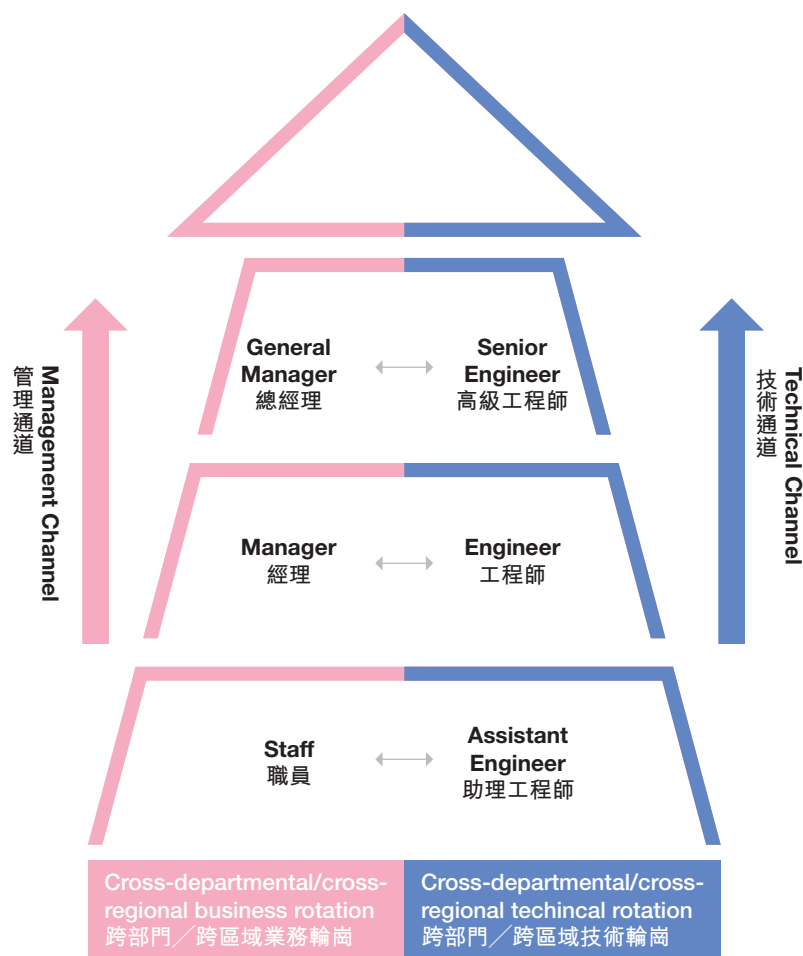 General
Manager
總經理
Senior
Engineer
高級工程師
Management Channel
管理通道
Technical Channel
技術通道
Manager
經理
Engineer
工程師
Staff
職員
Assistant
Engineer
助理工程師
Cross-departmental/cross-
regional business rotation
跨部門／跨區域業務輪崗
Cross-departmental/cross-
regional techincal rotation
跨部門／跨區域技術輪崗